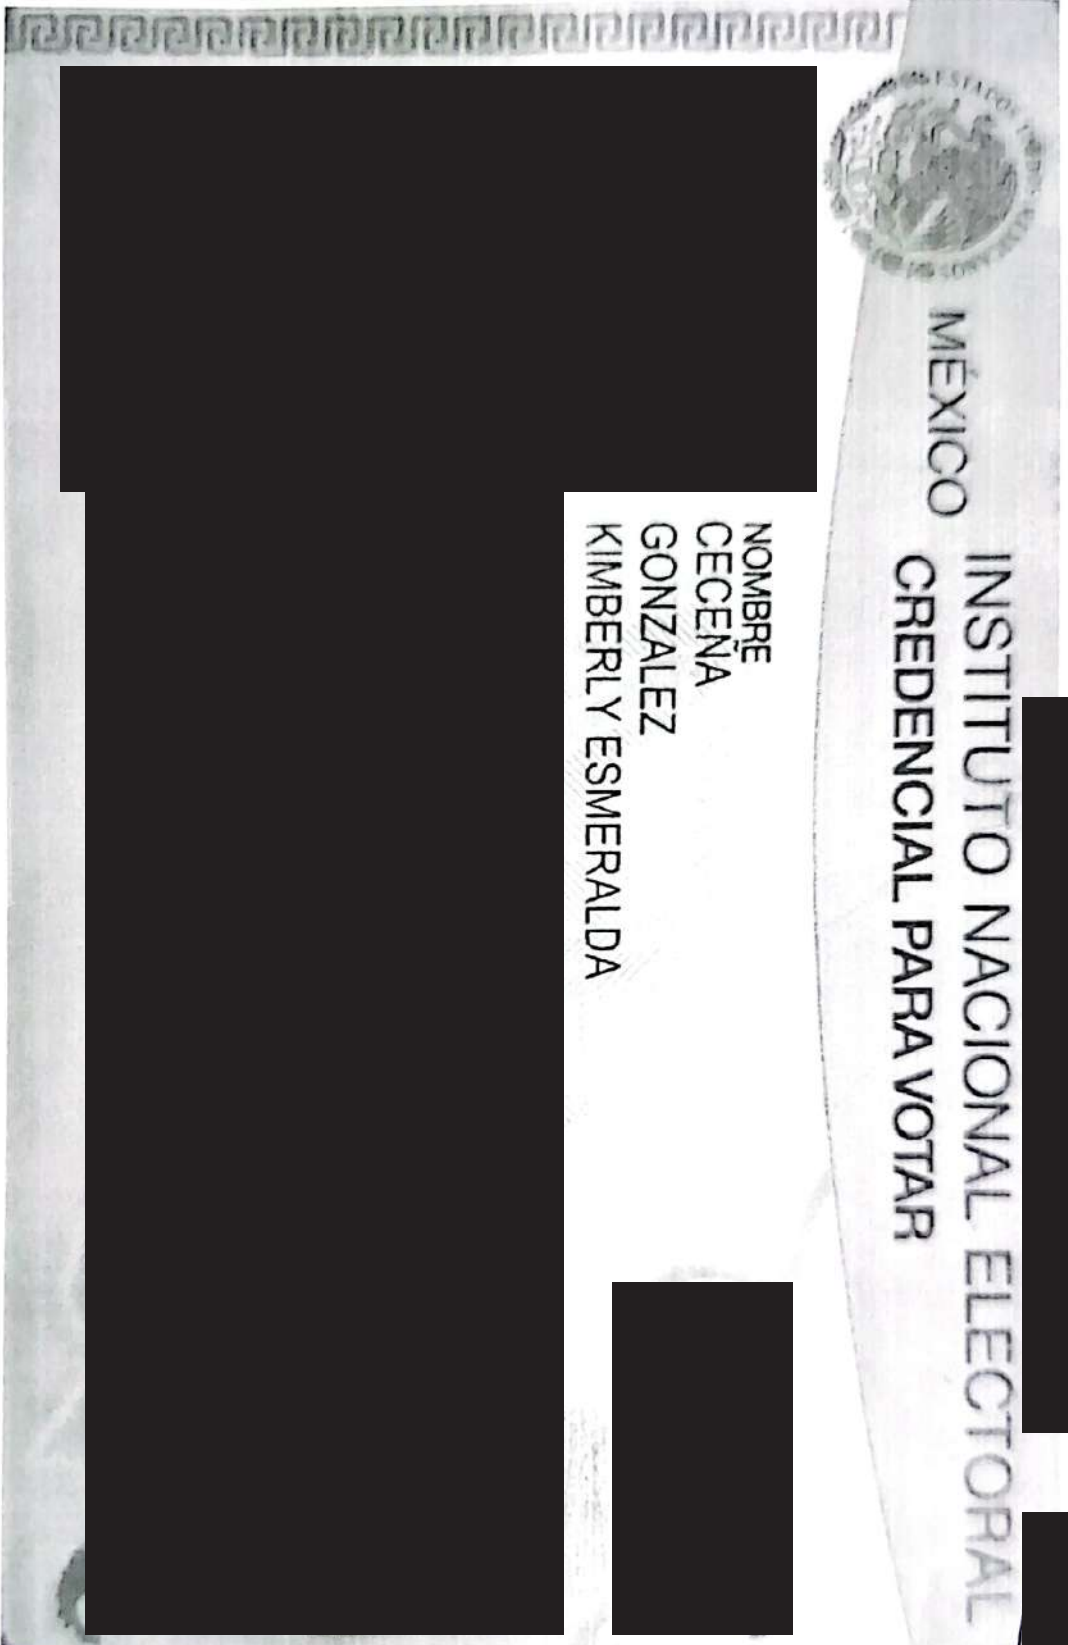 MÉXICO
INSTITUTO NACIONAL ELECTORAL
CREDENCIAL PARA VOTAR
NOMBRE
CECEÑA
GONZALEZ
KIMBERLY ESMERALDA